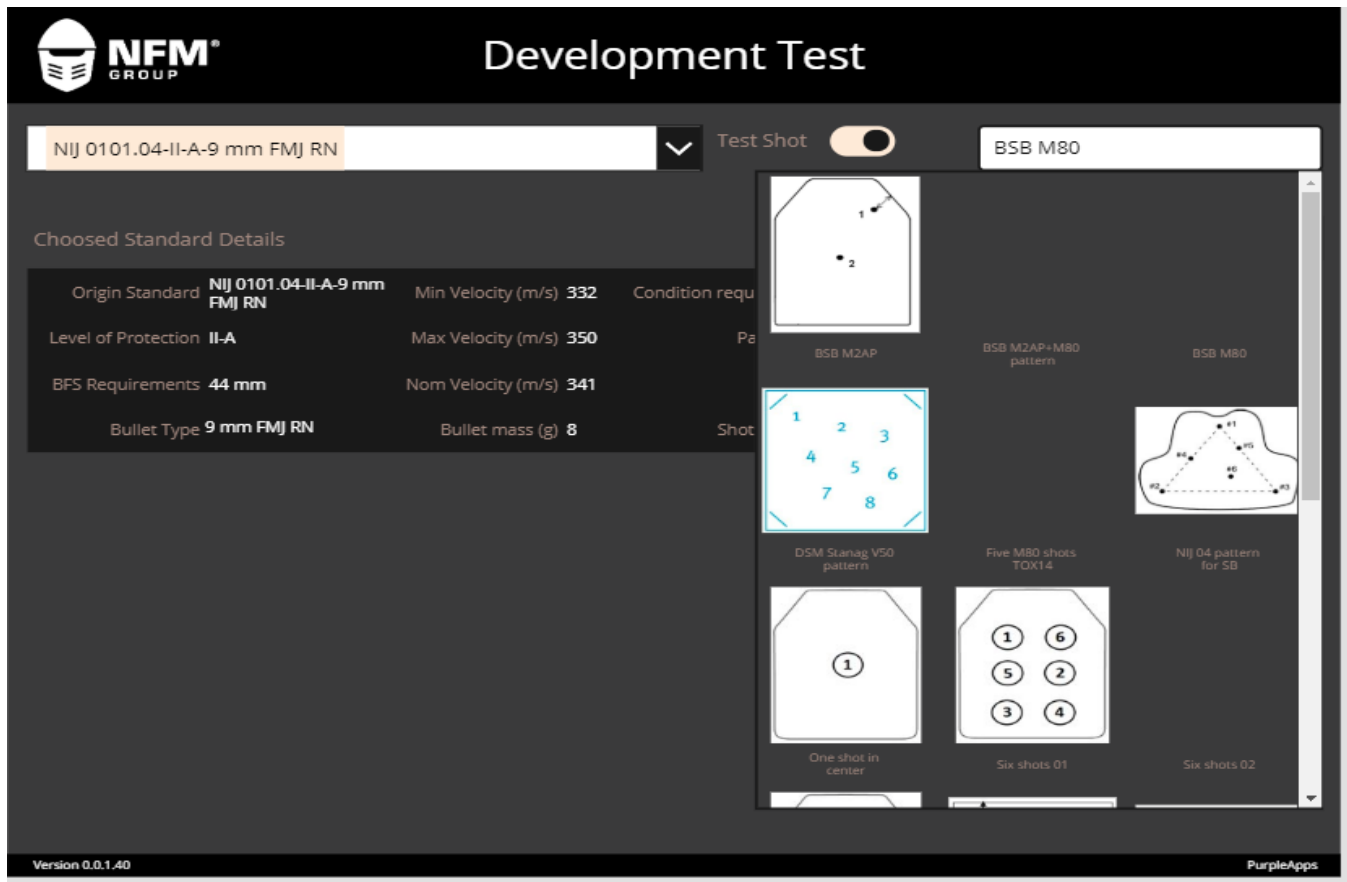 NFM®
GROUP
Development Test
NIJ 0101.04-II-A-9 mm FMJ RN
Test Shot
BSB M80
Choosed Standard Details
Origin Standard NIJ 0101.04-II-A-9 mm
FMJ RN
Min Velocity (m/s) 332
Condition requ
Level of Protection II-A
Max Velocity (m/s) 350
Pa
BFS Requirements 44 mm
Nom Velocity (m/s) 341
Bullet Type 9 mm FMJ RN
Bullet mass (g) 8
Shot
1
2
BSB M2AP
BSB M2AP+M80
pattern
BSB M80
1 2 3
4 5 6
7 8
DSM Stanag V50
pattern
Five M80 shots
TOX14
#1
#4 #5
#6
#2 #3
NIJ 04 pattern
for SB
1
One shot in
center
1 6
5 2
3 4
Six shots 01
Six shots 02
Version 0.0.1.40
PurpleApps